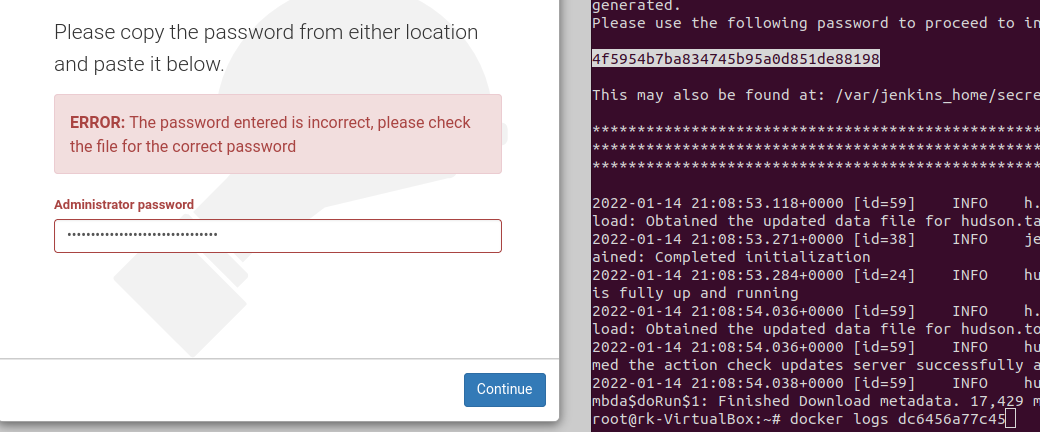 Please copy the password from either location
and paste it below.
ERROR: The password entered is incorrect, please check
the file for the correct password
Administrator password
••••••••••••••••••••••••••••••••
Continue
generated.
Please use the following password to proceed to in
4f5954b7ba834745b95a0d851de88198
This may also be found at: /var/jenkins_home/secre
**************************************************
**************************************************
**************************************************
2022-01-14 21:08:53.118+0000 [id=59]    INFO    h.
load: Obtained the updated data file for hudson.ta
2022-01-14 21:08:53.271+0000 [id=38]    INFO    je
ained: Completed initialization
2022-01-14 21:08:53.284+0000 [id=24]    INFO    hu
is fully up and running
2022-01-14 21:08:54.036+0000 [id=59]    INFO    h.
load: Obtained the updated data file for hudson.to
2022-01-14 21:08:54.036+0000 [id=59]    INFO    hu
med the action check updates server successfully a
2022-01-14 21:08:54.038+0000 [id=59]    INFO    hu
mbda$doRun$1: Finished Download metadata. 17,429 m
root@rk-VirtualBox:~# docker logs dc6456a77c45